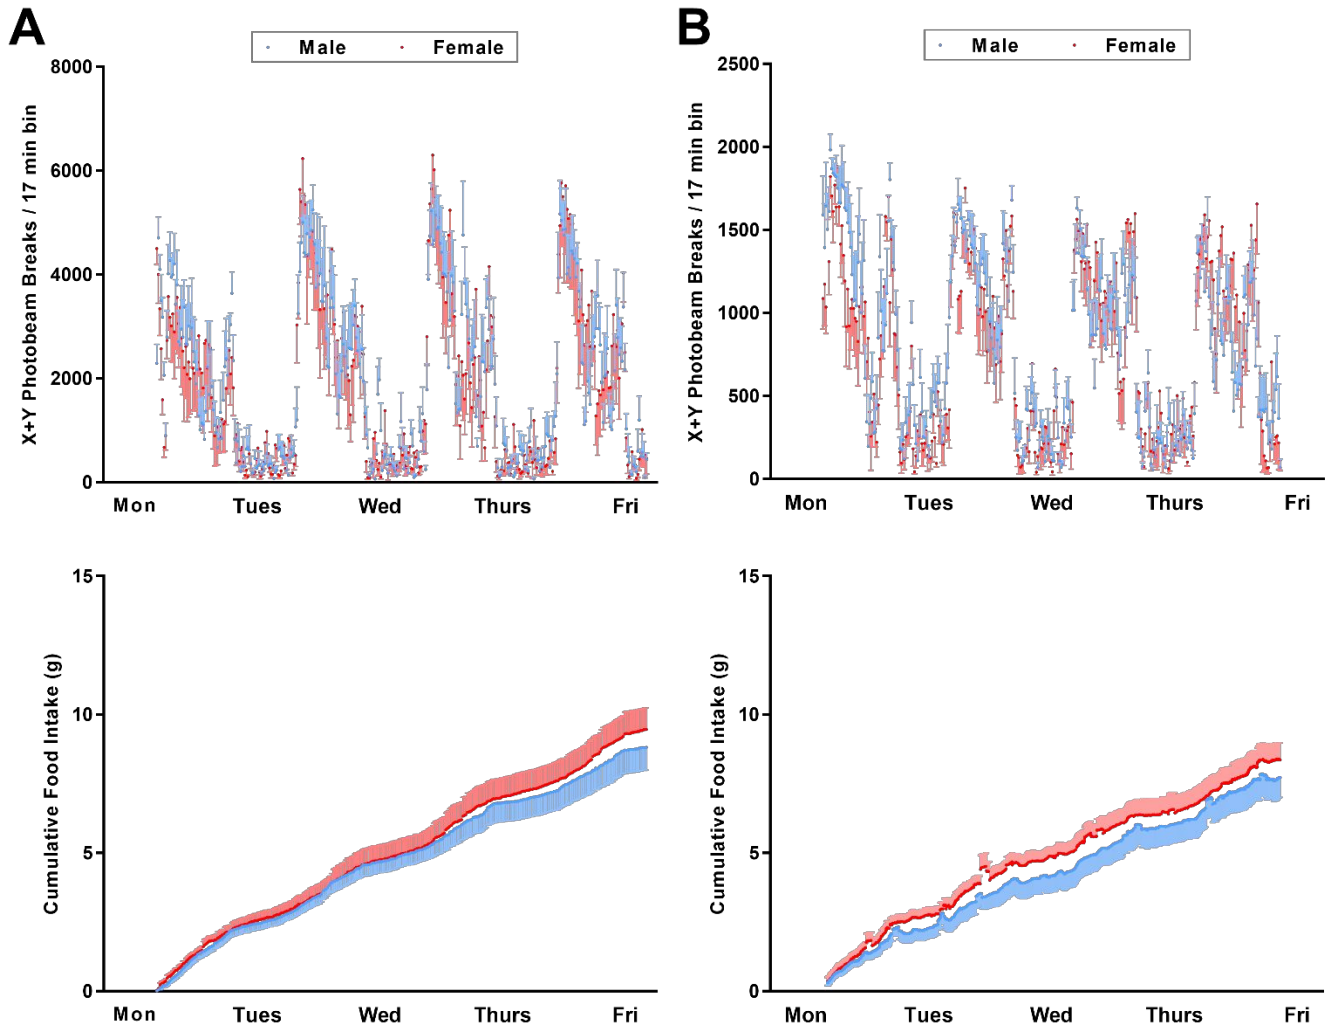 A
Male Female
X+Y Photobeam Breaks / 17 min bin
8000
6000
4000
2000
0
Mon Tues Wed Thurs Fri
B
Male Female
X+Y Photobeam Breaks / 17 min bin
2500
2000
1500
1000
500
0
Mon Tues Wed Thurs Fri
Cumulative Food Intake (g)
15
10
5
0
Mon Tues Wed Thurs Fri
Cumulative Food Intake (g)
15
10
5
0
Mon Tues Wed Thurs Fri